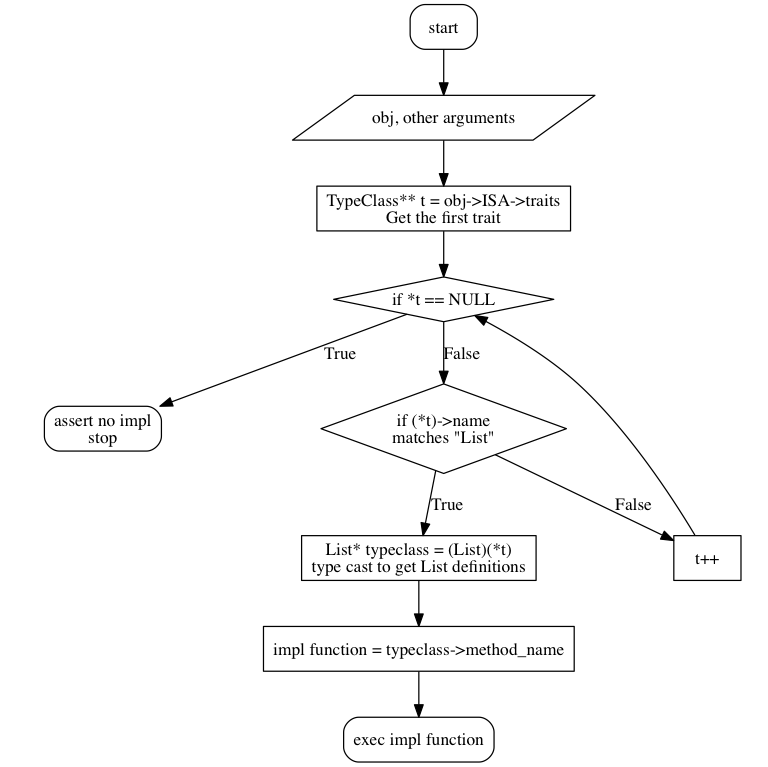 start
obj, other arguments
TypeClass** t = obj->ISA->traits
Get the first trait
if *t == NULL
True
False
assert no impl
stop
if (*t)->name
matches "List"
True
False
List* typeclass = (List)(*t)
type cast to get List definitions
t++
impl function = typeclass->method_name
exec impl function